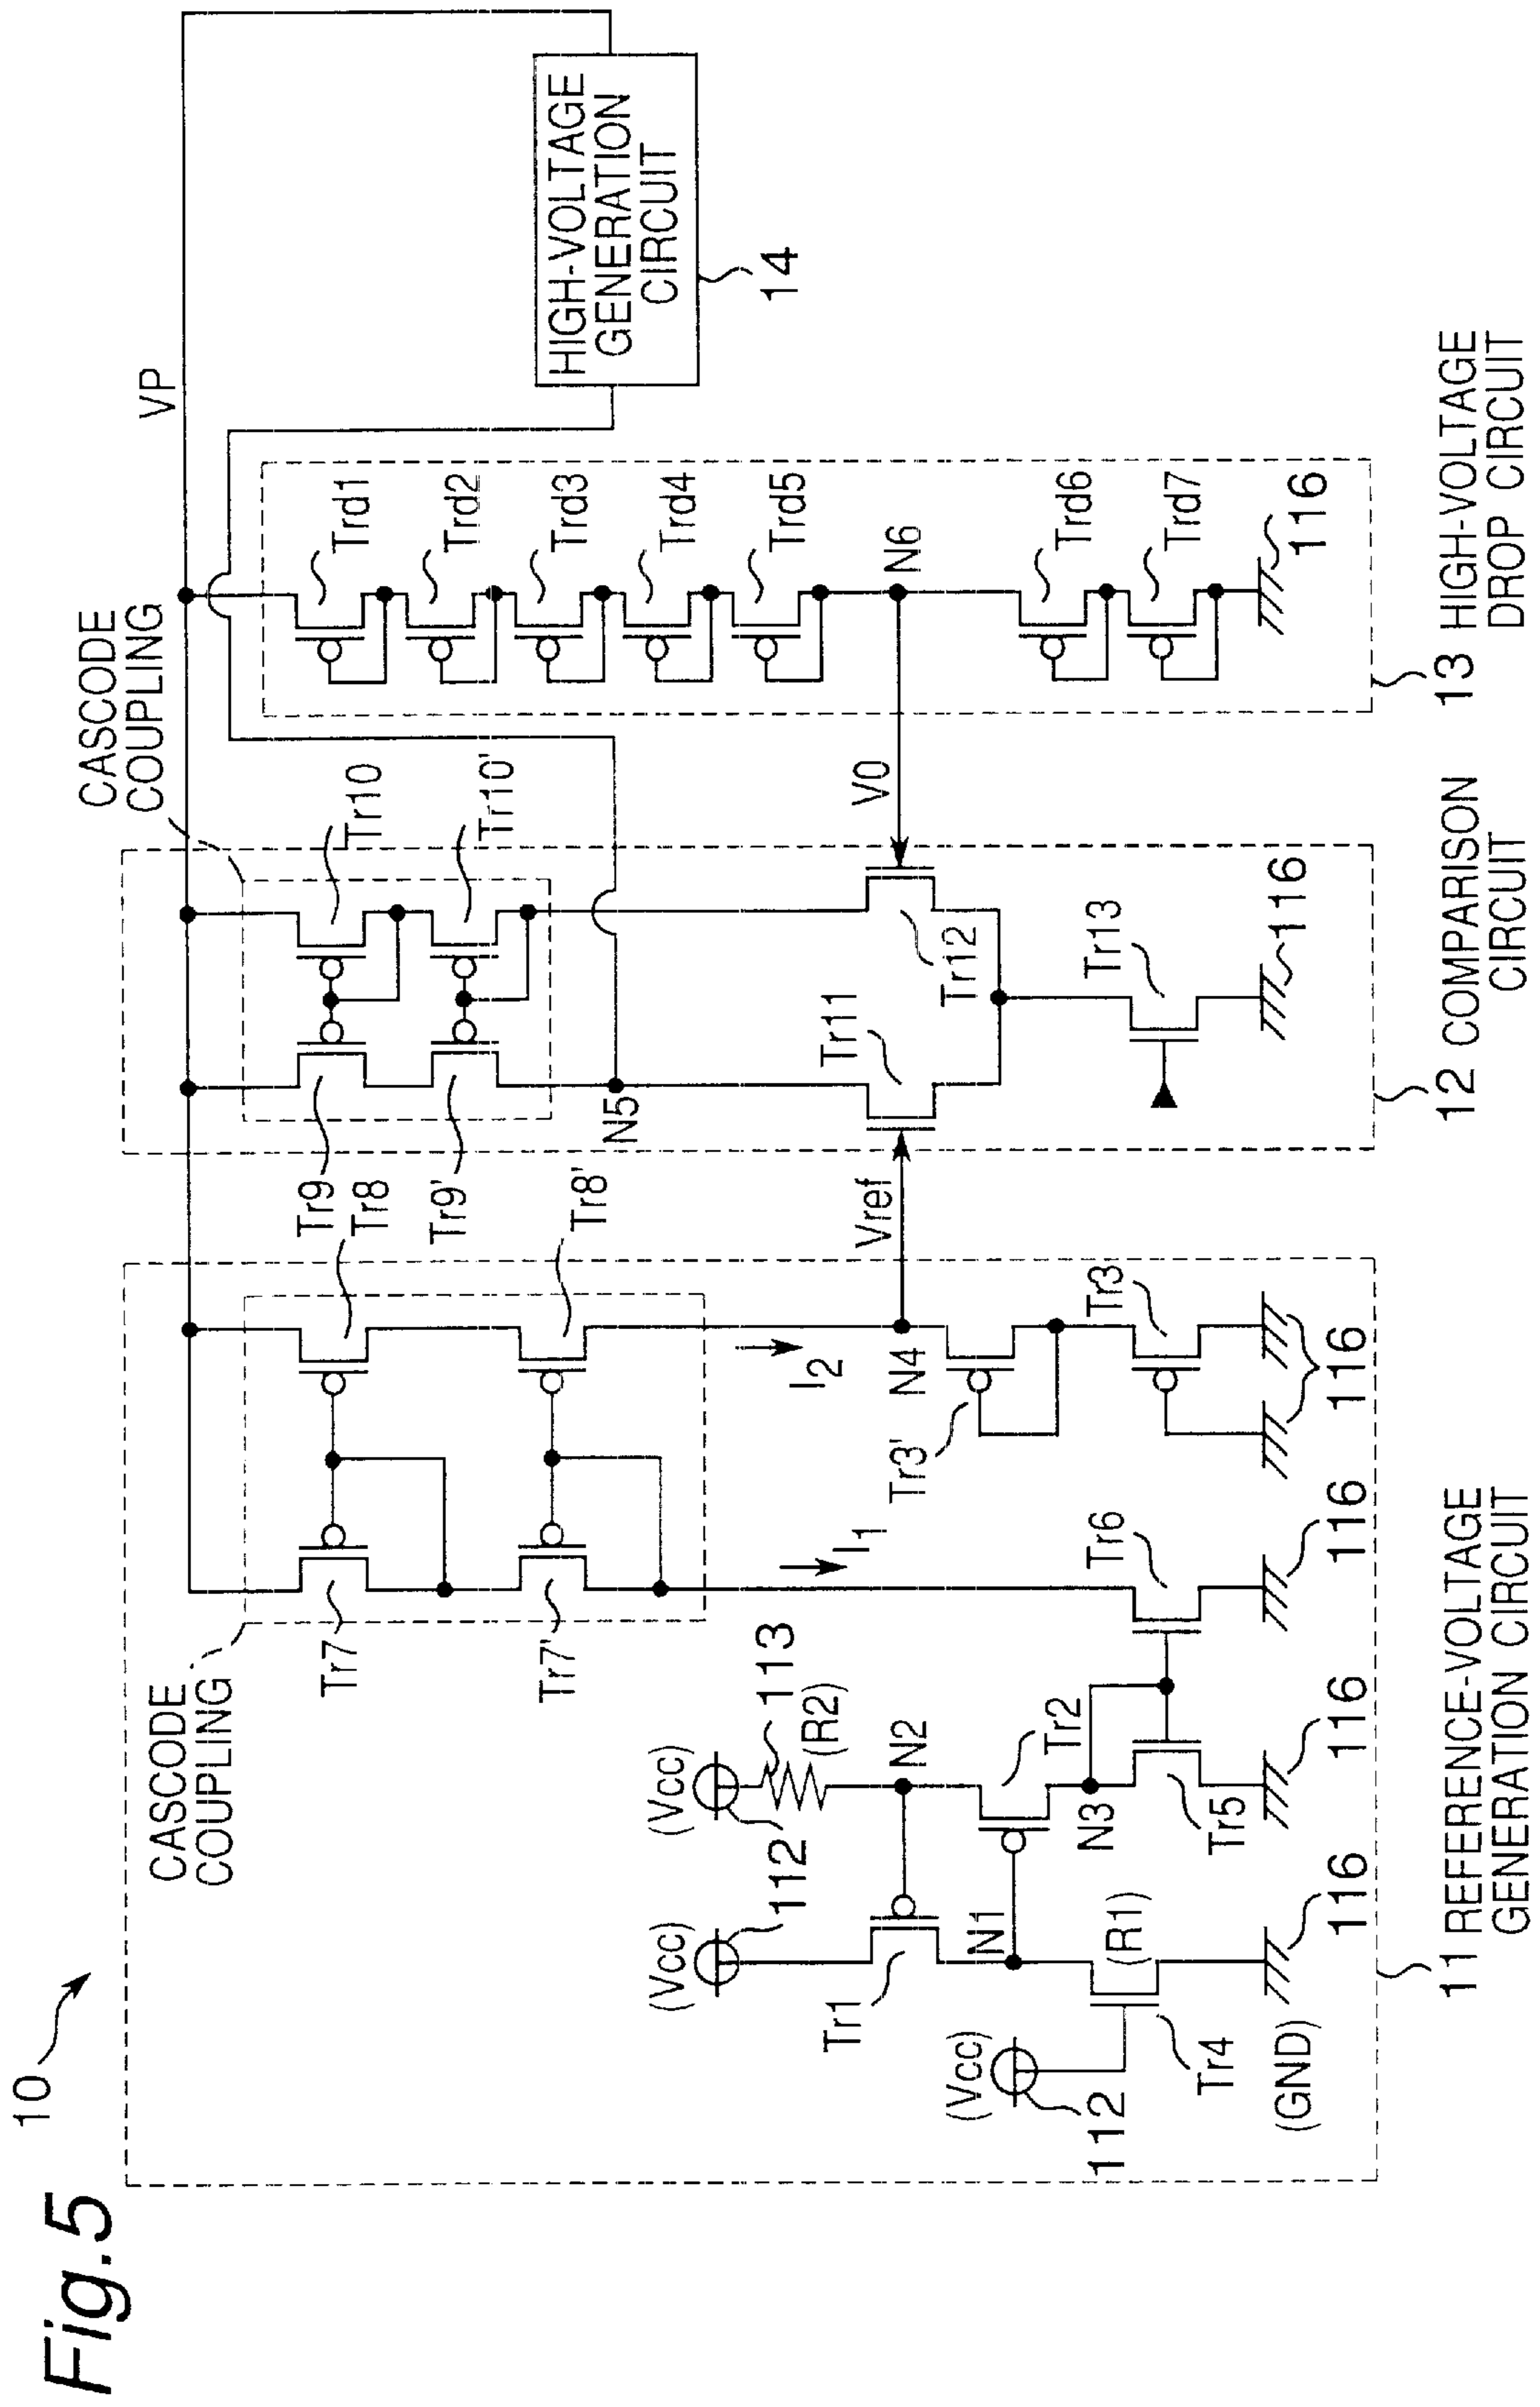 Fig.5
10
CASCODE
COUPLING
CASCODE
COUPLING
VP
HIGH-VOLTAGE
GENERATION
CIRCUIT
14
Tr7
Tr8
Tr9
Tr10
Tr7'
Tr8'
Tr9'
Tr10'
Trd1
Trd2
Trd3
Trd4
Trd5
N5
(Vcc)
(Vcc)
112
113
(R2)
I1
I2
Tr1
N2
N4
Vref
V0
N6
Tr11
Tr12
N1
Tr2
Tr3'
(Vcc)
112
N3
Tr3
Tr6
Tr13
Trd6
Trd7
(R1)
Tr4
Tr5
(GND)
116
116
116
116
116
116
11 REFERENCE-VOLTAGE
GENERATION CIRCUIT
12 COMPARISON
CIRCUIT
13 HIGH-VOLTAGE
DROP CIRCUIT